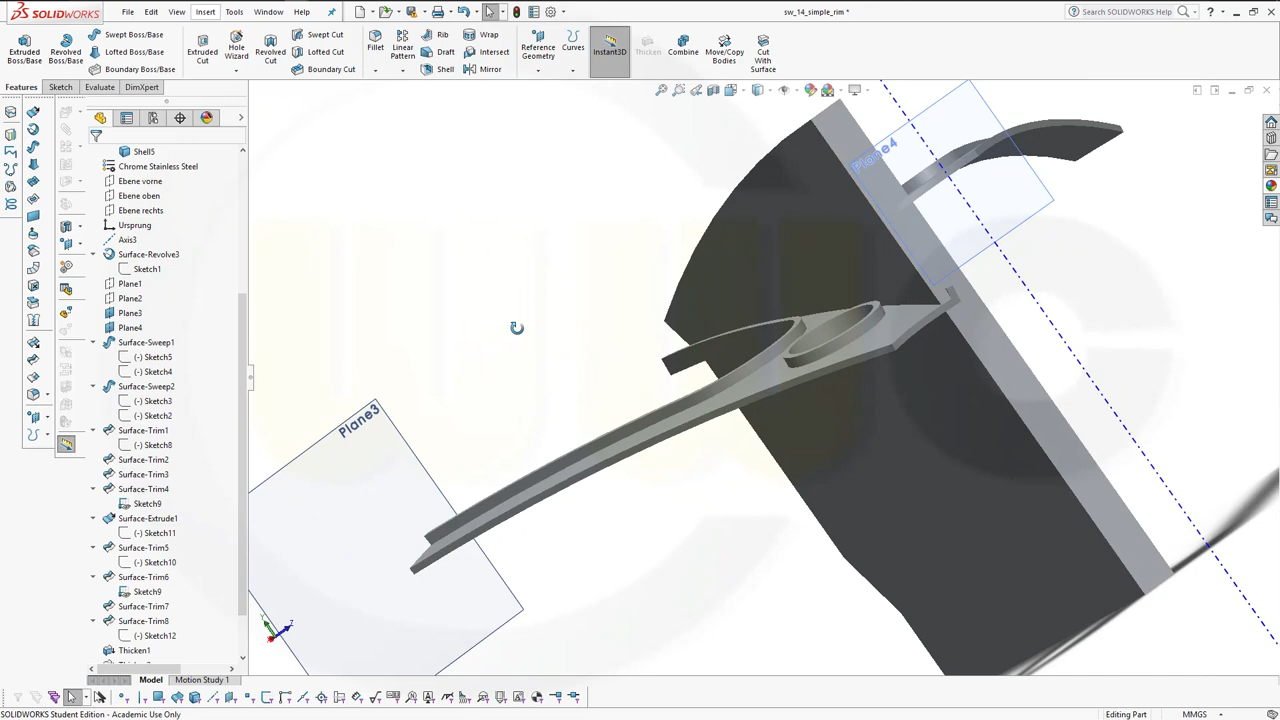 SOLIDWORKS File Edit View Insert Tools Window sw_14_simple_rim * Search SOLIDWORKS Help ?
Extruded Boss/Base
Revolved Boss/Base
Swept Boss/Base
Lofted Boss/Base
Boundary Boss/Base
Extruded Cut
Hole Wizard
Revolved Cut
Swept Cut
Lofted Cut
Boundary Cut
Fillet
Linear Pattern
Rib
Draft
Shell
Wrap
Intersect
Mirror
Reference Geometry
Curves
Instant3D
Thicken
Combine
Move/Copy Bodies
Cut With Surface
Features Sketch Evaluate DimXpert
Shell5
Chrome Stainless Steel
Ebene vorne
Ebene oben
Ebene rechts
Ursprung
Axis3
Surface-Revolve3
Sketch1
Plane1
Plane2
Plane3
Plane4
Surface-Sweep1
(-) Sketch5
(-) Sketch4
Surface-Sweep2
(-) Sketch3
(-) Sketch2
Surface-Trim1
(-) Sketch8
Surface-Trim2
Surface-Trim3
Surface-Trim4
Sketch9
Surface-Extrude1
(-) Sketch11
Surface-Trim5
(-) Sketch10
Surface-Trim6
Sketch9
Surface-Trim7
Surface-Trim8
(-) Sketch12
Thicken1
Plane4
Plane3
Y
Z
Model Motion Study 1
SOLIDWORKS Student Edition - Academic Use Only Editing Part MMGS